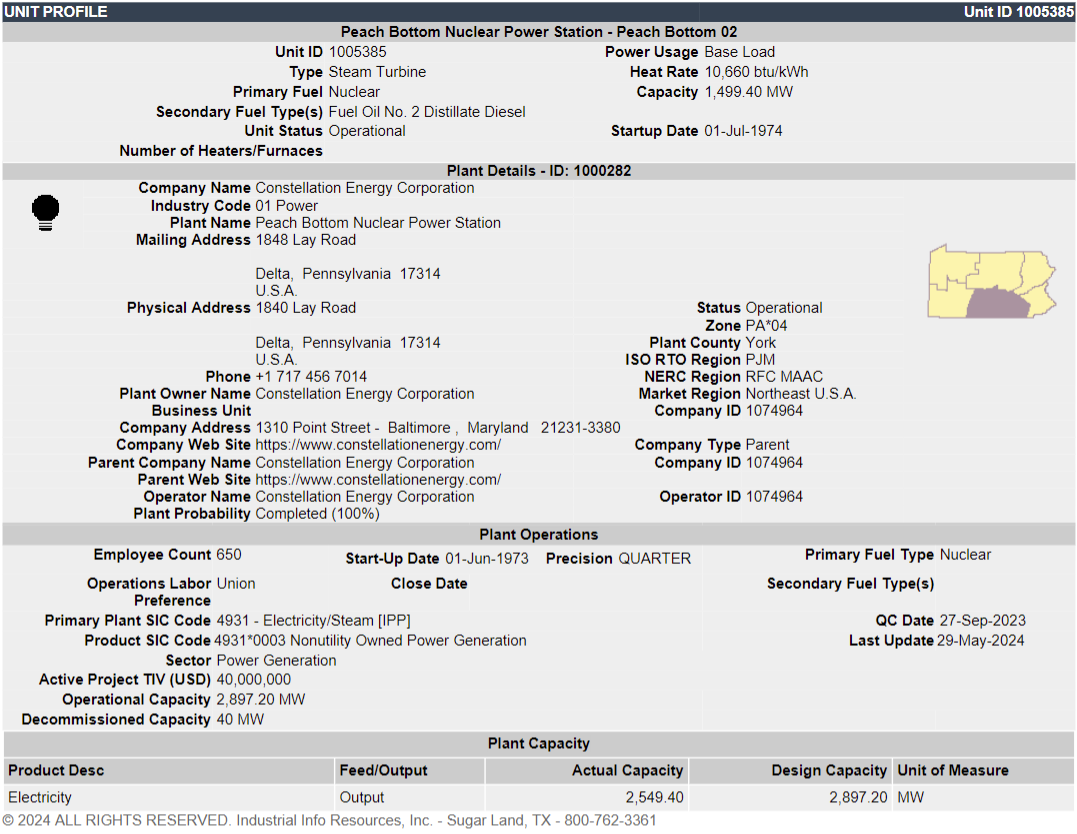 UNIT PROFILE Unit ID 1005385
Peach Bottom Nuclear Power Station - Peach Bottom 02
Unit ID 1005385 Power Usage Base Load
Type Steam Turbine Heat Rate 10,660 btu/kWh
Primary Fuel Nuclear Capacity 1,499.40 MW
Secondary Fuel Type(s) Fuel Oil No. 2 Distillate Diesel
Unit Status Operational Startup Date 01-Jul-1974
Number of Heaters/Furnaces
Plant Details - ID: 1000282
Company Name Constellation Energy Corporation
Industry Code 01 Power
Plant Name Peach Bottom Nuclear Power Station
Mailing Address 1848 Lay Road
Delta, Pennsylvania 17314
U.S.A.
Physical Address 1840 Lay Road Status Operational
Zone PA*04
Delta, Pennsylvania 17314 Plant County York
U.S.A. ISO RTO Region PJM
Phone +1 717 456 7014 NERC Region RFC MAAC
Plant Owner Name Constellation Energy Corporation Market Region Northeast U.S.A.
Business Unit Company ID 1074964
Company Address 1310 Point Street - Baltimore , Maryland 21231-3380
Company Web Site https://www.constellationenergy.com/ Company Type Parent
Parent Company Name Constellation Energy Corporation Company ID 1074964
Parent Web Site https://www.constellationenergy.com/
Operator Name Constellation Energy Corporation Operator ID 1074964
Plant Probability Completed (100%)
Plant Operations
Employee Count 650 Start-Up Date 01-Jun-1973 Precision QUARTER Primary Fuel Type Nuclear
Operations Labor Union Close Date Secondary Fuel Type(s)
Preference
Primary Plant SIC Code 4931 - Electricity/Steam [IPP] QC Date 27-Sep-2023
Product SIC Code 4931*0003 Nonutility Owned Power Generation Last Update 29-May-2024
Sector Power Generation
Active Project TIV (USD) 40,000,000
Operational Capacity 2,897.20 MW
Decommissioned Capacity 40 MW
Plant Capacity
Product Desc Feed/Output Actual Capacity Design Capacity Unit of Measure
Electricity Output 2,549.40 2,897.20 MW
© 2024 ALL RIGHTS RESERVED. Industrial Info Resources, Inc. - Sugar Land, TX - 800-762-3361